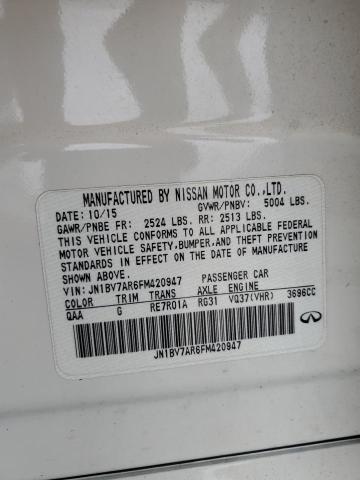 MANUFACTURED BY NISSAN MOTOR CO.,LTD.
DATE: 10/15 GVWR/PNBV: 5004 LBS.
GAWR/PNBE FR: 2524 LBS. RR: 2513 LBS.
THIS VEHICLE CONFORMS TO ALL APPLICABLE FEDERAL
MOTOR VEHICLE SAFETY, BUMPER, AND THEFT PREVENTION
STANDARDS IN EFFECT ON THE DATE OF MANUFACTURE
SHOWN ABOVE.
VIN: JN1BV7AR6FM420947 PASSENGER CAR
COLOR TRIM TRANS AXLE ENGINE
QAA G RE7R01A RG31 VQ37(VHR) 3696CC
JN1BV7AR6FM420947